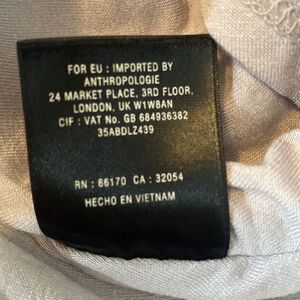 FOR EU : IMPORTED BY
ANTHROPOLOGIE
24 MARKET PLACE, 3RD FLOOR,
LONDON, UK W1W8AN
CIF : VAT No. GB 684936382
35ABDLZ439
RN : 66170 CA : 32054
HECHO EN VIETNAM